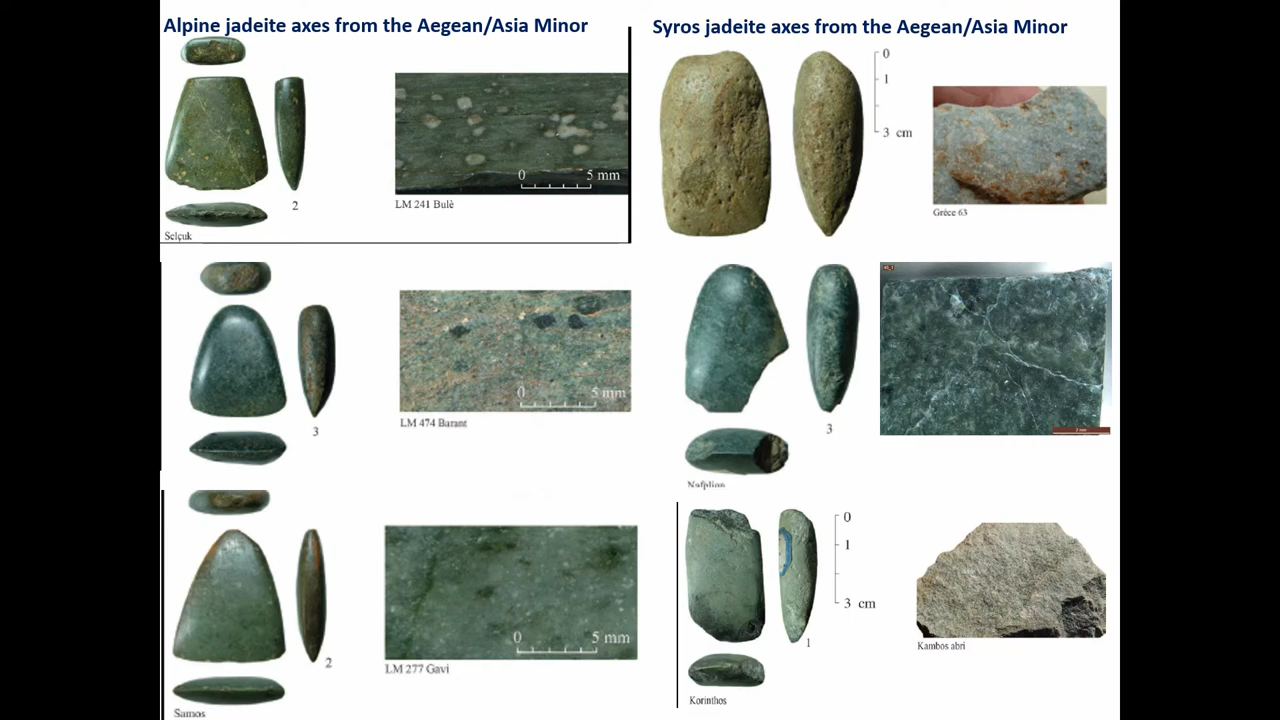 Alpine jadeite axes from the Aegean/Asia Minor
0 5 mm
LM 241 Bulè
2
Selçuk
0 5 mm
LM 474 Barant
3
0 5 mm
LM 277 Gavi
2
Samos
Syros jadeite axes from the Aegean/Asia Minor
0
1
3 cm
Grèce 63
3
Nafplion
0
1
3 cm
1
Kambos abri
Korinthos